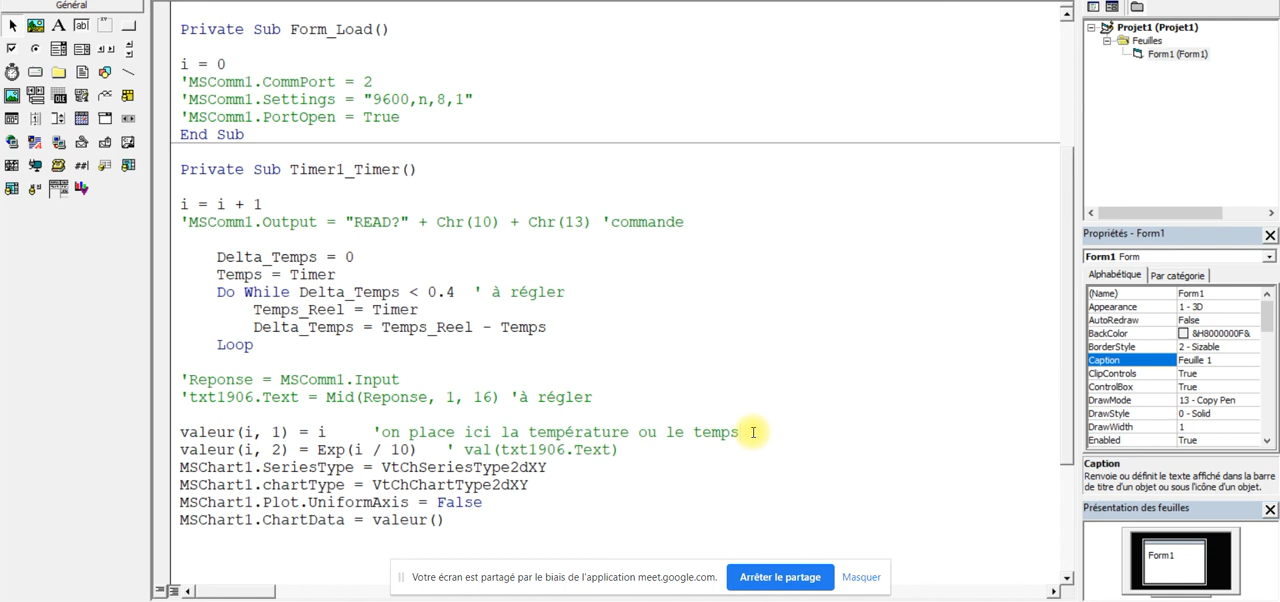 Général
Private Sub Form_Load()
i = 0
'MSComm1.CommPort = 2
'MSComm1.Settings = "9600,n,8,1"
'MSComm1.PortOpen = True
End Sub
Private Sub Timer1_Timer()
i = i + 1
'MSComm1.Output = "READ?" + Chr(10) + Chr(13) 'commande
Delta_Temps = 0
Temps = Timer
Do While Delta_Temps < 0.4 ' à régler
Temps_Reel = Timer
Delta_Temps = Temps_Reel - Temps
Loop
'Reponse = MSComm1.Input
'txt1906.Text = Mid(Reponse, 1, 16) 'à régler
valeur(i, 1) = i 'on place ici la température ou le temps
valeur(i, 2) = Exp(i / 10) ' val(txt1906.Text)
MSChart1.SeriesType = VtChSeriesType2dXY
MSChart1.chartType = VtChChartType2dXY
MSChart1.Plot.UniformAxis = False
MSChart1.ChartData = valeur()
Votre écran est partagé par le biais de l'application meet.google.com.
Arrêter le partage
Masquer
Projet1 (Projet1)
Feuilles
Form1 (Form1)
Propriétés - Form1
Form1 Form
Alphabétique Par catégorie
(Name) Form1
Appearance 1 - 3D
AutoRedraw False
BackColor &H8000000F&
BorderStyle 2 - Sizable
Caption Feuille 1
ClipControls True
ControlBox True
DrawMode 13 - Copy Pen
DrawStyle 0 - Solid
DrawWidth 1
Enabled True
Caption
Renvoie ou définit le texte affiché dans la barre
de titre d'un objet ou sous l'icône d'un objet.
Présentation des feuilles
Form1